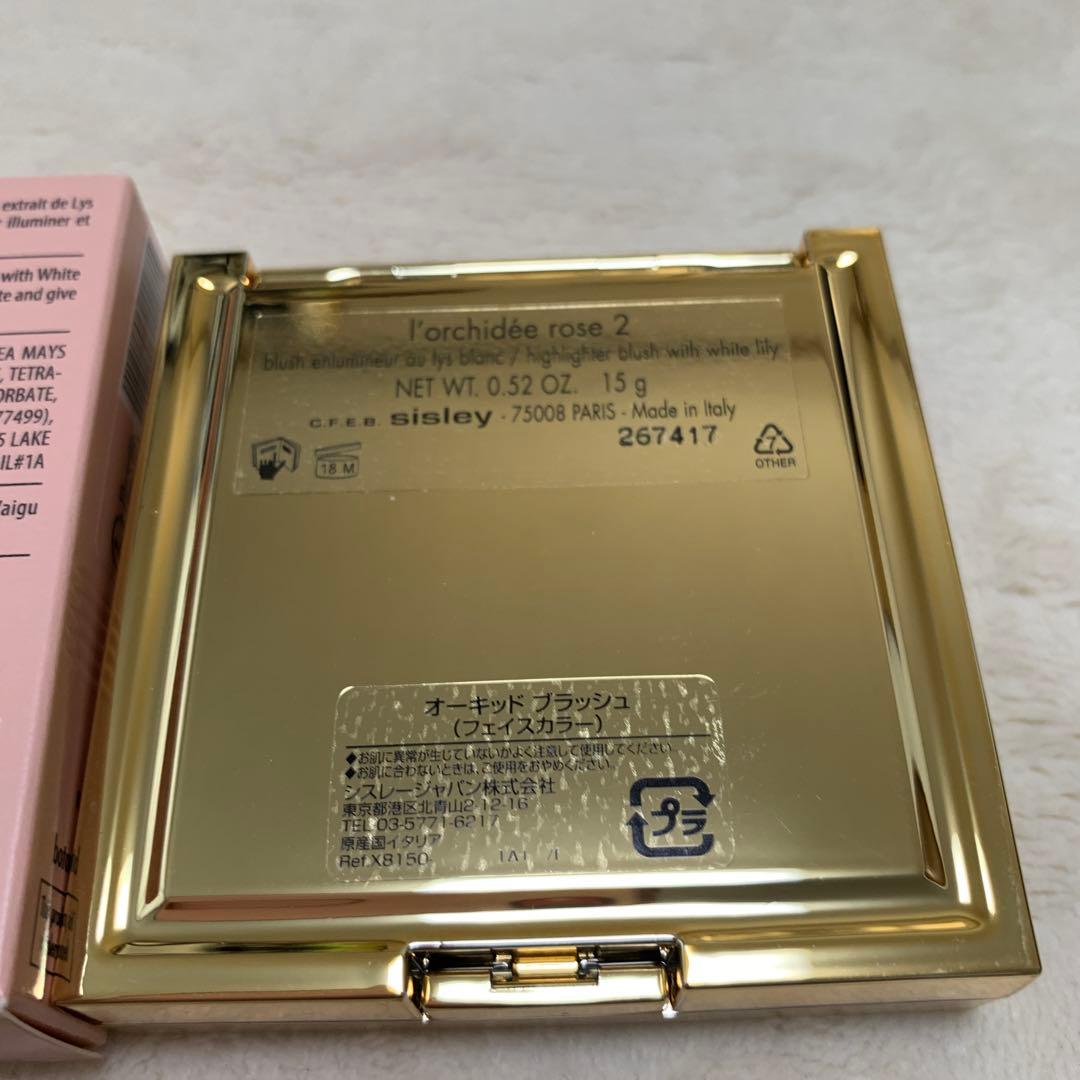 extrait de Lys
illuminer et
with White
te and give
EA MAYS
, TETRA-
ORBATE,
77499),
S LAKE
IL#1A
'aigu
l'orchidée rose 2
blush enlumineur au lys blanc / highlighter blush with white lily
NET WT. 0.52 OZ. 15 g
C.F.E.B. sisley - 75008 PARIS - Made in Italy
267417
18 M
7
OTHER
オーキッド ブラッシュ
(フェイスカラー)
◆お肌に異常が生じていないかよく注意して使用してください。
◆お肌に合わないときは、ご使用をおやめください。
シスレージャパン株式会社
東京都港区北青山2-12-16
TEL 03-5771-6217
原産国イタリア
Ref.X8150-
プラ